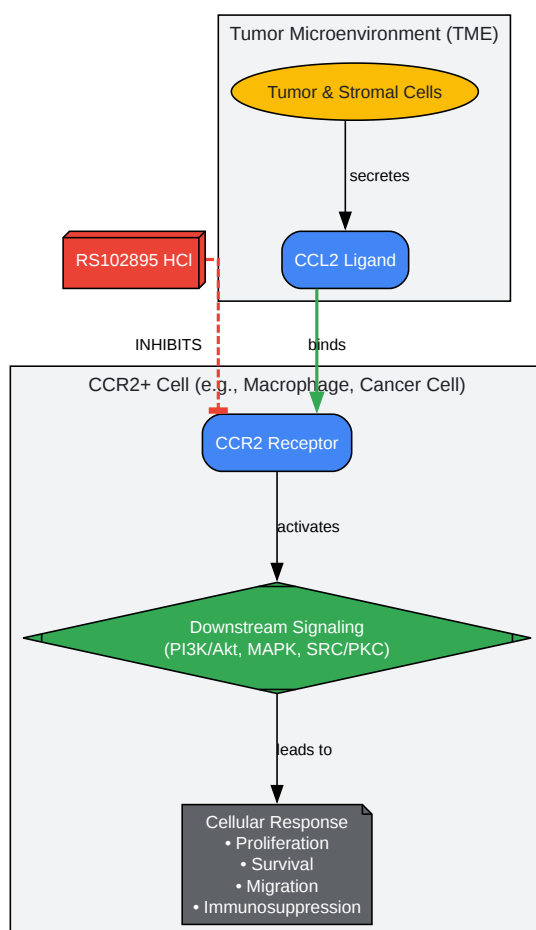 Tumor Microenvironment (TME)
Tumor & Stromal Cells
secretes
RS102895 HCl
CCL2 Ligand
INHIBITS
binds
CCR2+ Cell (e.g., Macrophage, Cancer Cell)
CCR2 Receptor
activates
Downstream Signaling
(PI3K/Akt, MAPK, SRC/PKC)
leads to
Cellular Response
• Proliferation
• Survival
• Migration
• Immunosuppression